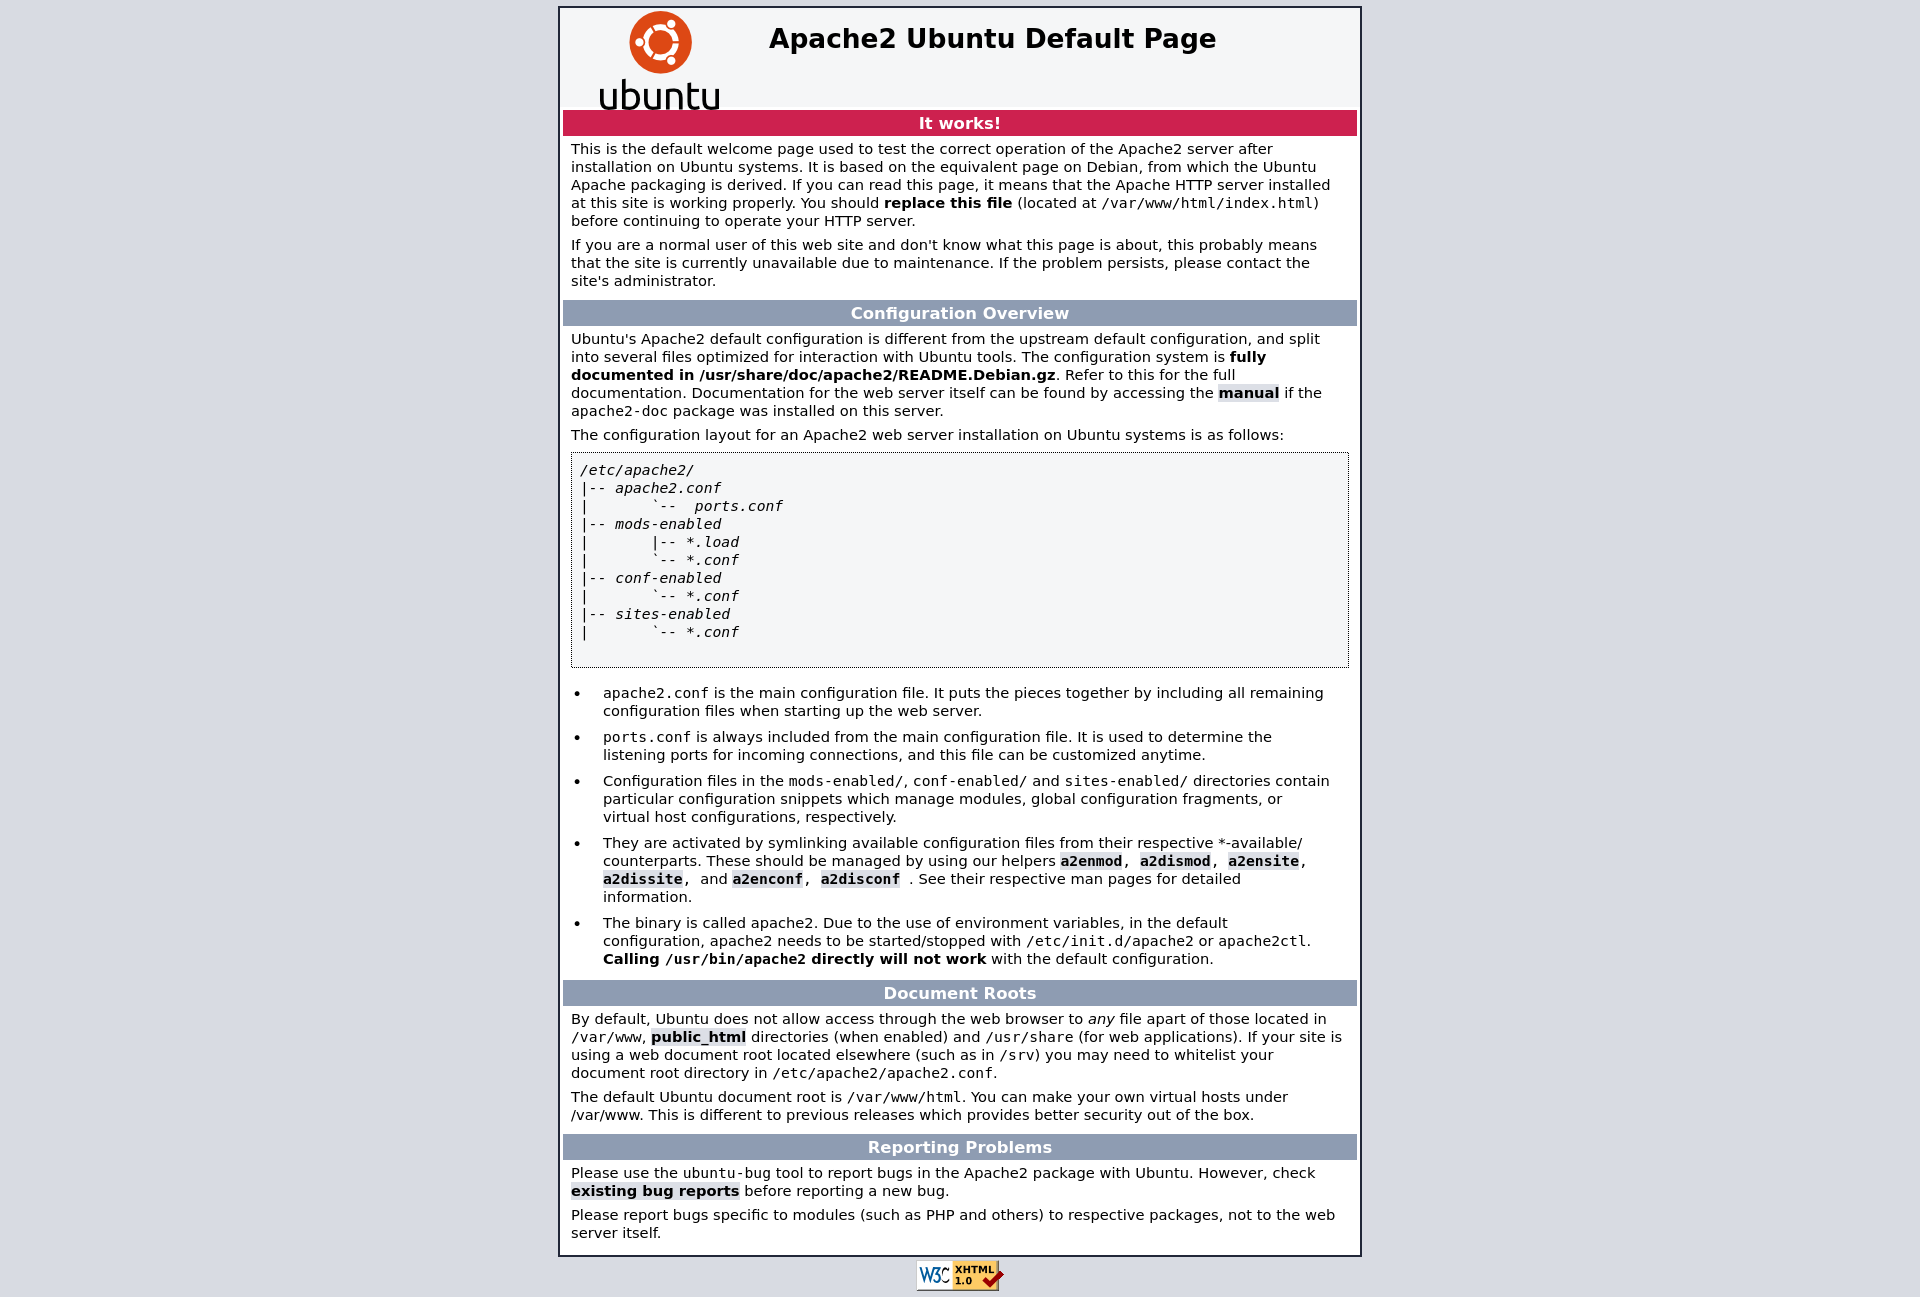 ubuntu
Apache2 Ubuntu Default Page
It works!
This is the default welcome page used to test the correct operation of the Apache2 server after
installation on Ubuntu systems. It is based on the equivalent page on Debian, from which the Ubuntu
Apache packaging is derived. If you can read this page, it means that the Apache HTTP server installed
at this site is working properly. You should replace this file (located at /var/www/html/index.html)
before continuing to operate your HTTP server.
If you are a normal user of this web site and don't know what this page is about, this probably means
that the site is currently unavailable due to maintenance. If the problem persists, please contact the
site's administrator.
Configuration Overview
Ubuntu's Apache2 default configuration is different from the upstream default configuration, and split
into several files optimized for interaction with Ubuntu tools. The configuration system is fully
documented in /usr/share/doc/apache2/README.Debian.gz. Refer to this for the full
documentation. Documentation for the web server itself can be found by accessing the manual if the
apache2-doc package was installed on this server.
The configuration layout for an Apache2 web server installation on Ubuntu systems is as follows:
/etc/apache2/
|-- apache2.conf
|       `--  ports.conf
|-- mods-enabled
|       |-- *.load
|       `-- *.conf
|-- conf-enabled
|       `-- *.conf
|-- sites-enabled
|       `-- *.conf
• apache2.conf is the main configuration file. It puts the pieces together by including all remaining
configuration files when starting up the web server.
• ports.conf is always included from the main configuration file. It is used to determine the
listening ports for incoming connections, and this file can be customized anytime.
• Configuration files in the mods-enabled/, conf-enabled/ and sites-enabled/ directories contain
particular configuration snippets which manage modules, global configuration fragments, or
virtual host configurations, respectively.
• They are activated by symlinking available configuration files from their respective *-available/
counterparts. These should be managed by using our helpers a2enmod, a2dismod, a2ensite,
a2dissite, and a2enconf, a2disconf . See their respective man pages for detailed
information.
• The binary is called apache2. Due to the use of environment variables, in the default
configuration, apache2 needs to be started/stopped with /etc/init.d/apache2 or apache2ctl.
Calling /usr/bin/apache2 directly will not work with the default configuration.
Document Roots
By default, Ubuntu does not allow access through the web browser to any file apart of those located in
/var/www, public_html directories (when enabled) and /usr/share (for web applications). If your site is
using a web document root located elsewhere (such as in /srv) you may need to whitelist your
document root directory in /etc/apache2/apache2.conf.
The default Ubuntu document root is /var/www/html. You can make your own virtual hosts under
/var/www. This is different to previous releases which provides better security out of the box.
Reporting Problems
Please use the ubuntu-bug tool to report bugs in the Apache2 package with Ubuntu. However, check
existing bug reports before reporting a new bug.
Please report bugs specific to modules (such as PHP and others) to respective packages, not to the web
server itself.
W3C XHTML
1.0